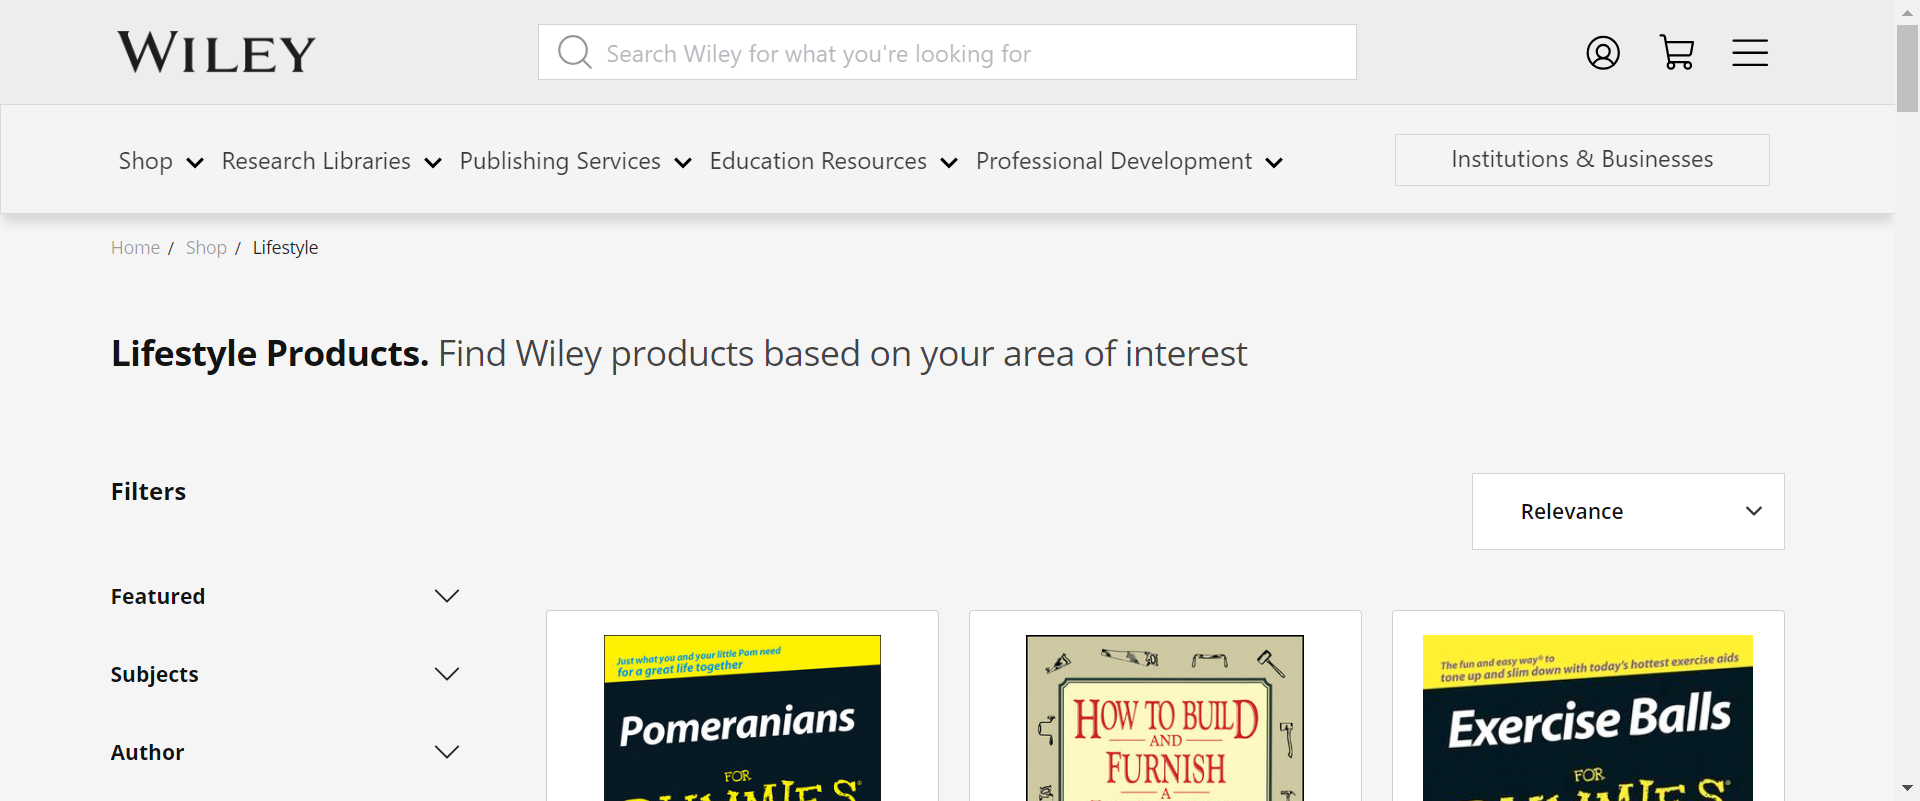 WILEY
Search Wiley for what you're looking for
Shop
Research Libraries
Publishing Services
Education Resources
Professional Development
Institutions & Businesses
Home / Shop / Lifestyle
Lifestyle Products. Find Wiley products based on your area of interest
Filters
Relevance
Featured
Subjects
Author
Just what you and your little Pom need
for a great life together
Pomeranians
FOR
DUMMIES®
HOW TO BUILD
AND
FURNISH
A
The fun and easy way® to
tone up and slim down with today's hottest exercise aids
Exercise Balls
FOR
DUMMIES®